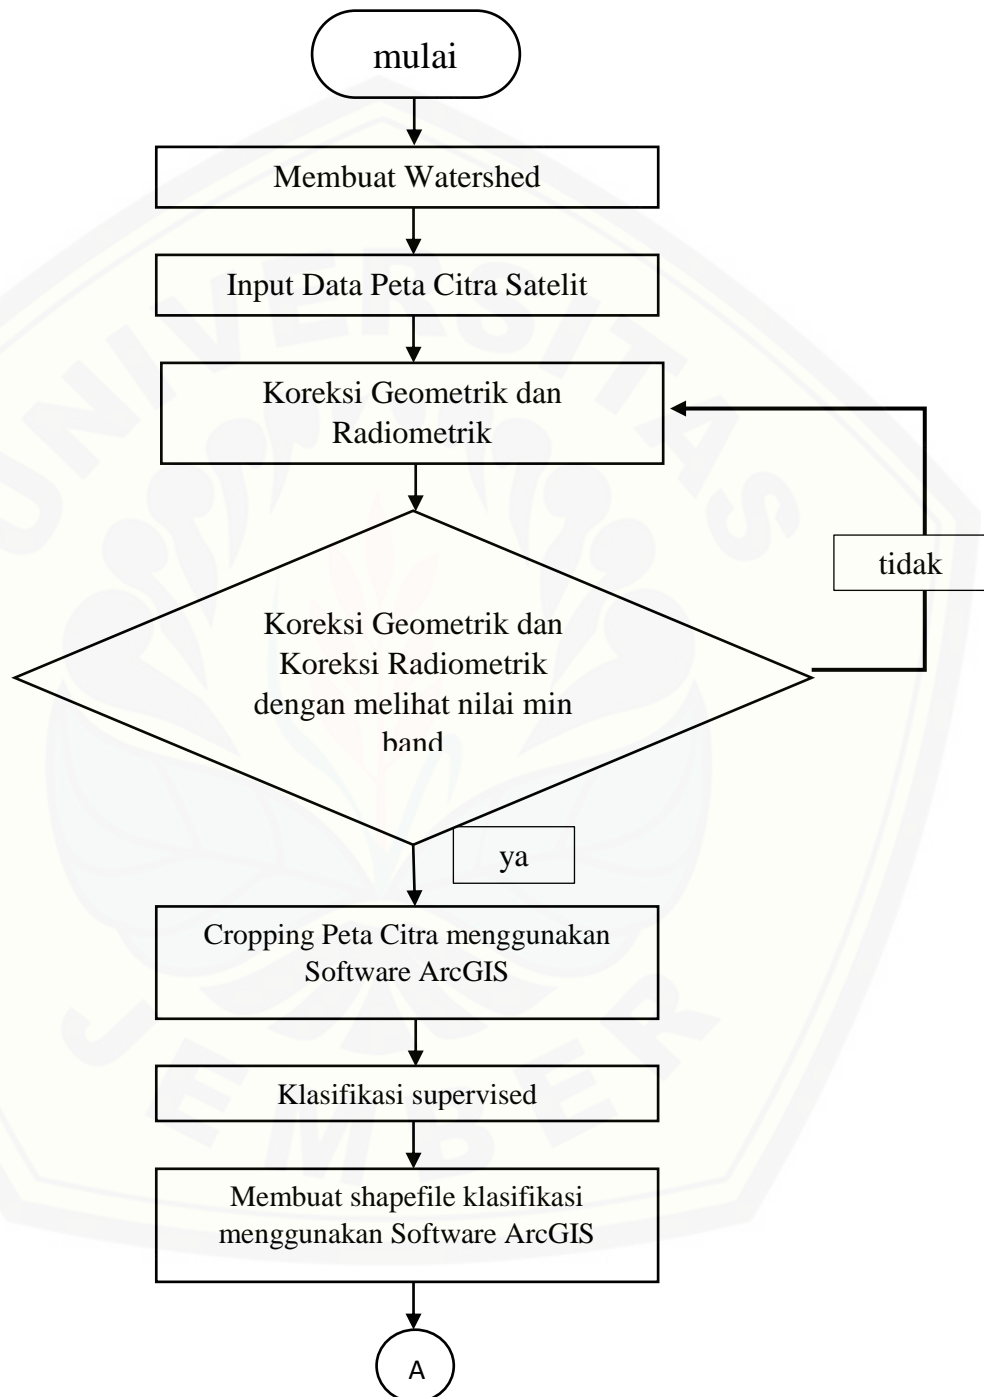 mulai
Membuat Watershed
Input Data Peta Citra Satelit
Koreksi Geometrik dan
Radiometrik
tidak
Koreksi Geometrik dan
Koreksi Radiometrik
dengan melihat nilai min
band
ya
Cropping Peta Citra menggunakan
Software ArcGIS
Klasifikasi supervised
Membuat shapefile klasifikasi
menggunakan Software ArcGIS
A
UNIVERSITAS
JEMBER